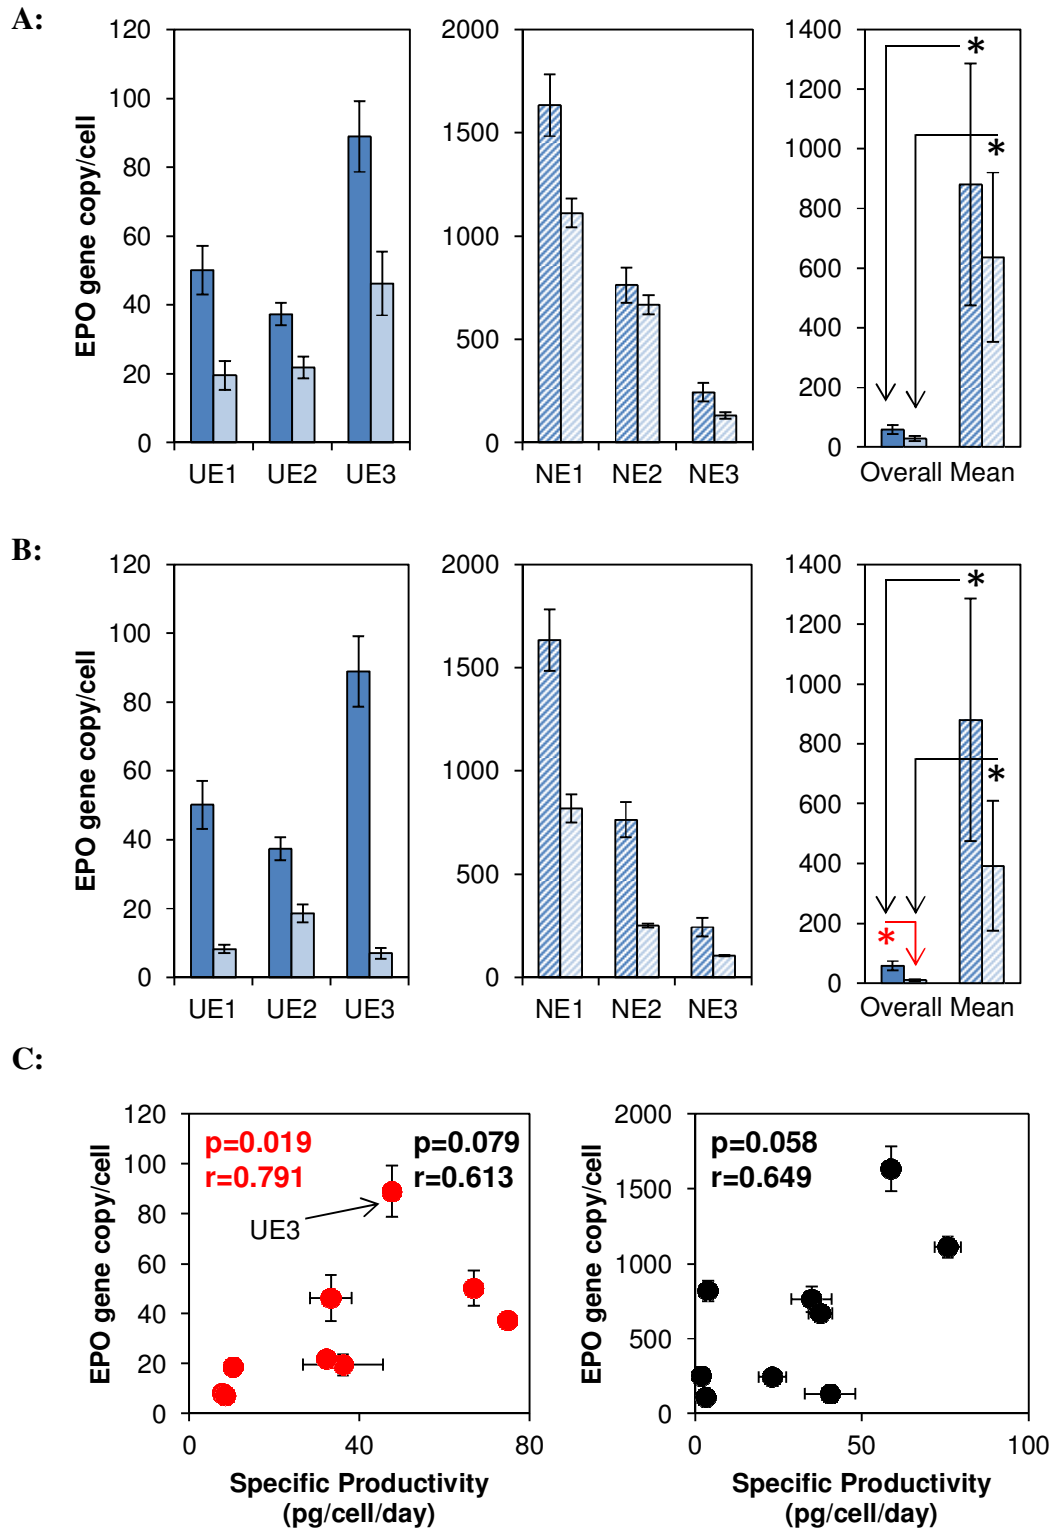 A:
EPO gene copy/cell
120
100
80
60
40
20
0
UE1 UE2 UE3
2000
1500
1000
500
0
NE1 NE2 NE3
1400
1200
1000
800
600
400
200
0
*
*
Overall Mean
B:
EPO gene copy/cell
120
100
80
60
40
20
0
UE1 UE2 UE3
2000
1500
1000
500
0
NE1 NE2 NE3
1400
1200
1000
800
600
400
200
0
*
*
*
Overall Mean
C:
EPO gene copy/cell
120
100
80
60
40
20
0
p=0.019
r=0.791
p=0.079
r=0.613
UE3
0 40 80
Specific Productivity
(pg/cell/day)
EPO gene copy/cell
2000
1500
1000
500
0
p=0.058
r=0.649
0 50 100
Specific Productivity
(pg/cell/day)